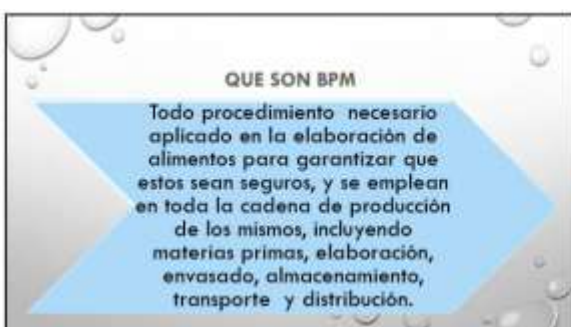 QUE SON BPM
Todo procedimiento necesario
aplicado en la elaboración de
alimentos para garantizar que
estos sean seguros, y se emplean
en toda la cadena de producción
de los mismos, incluyendo
materias primas, elaboración,
envasado, almacenamiento,
transporte y distribución.